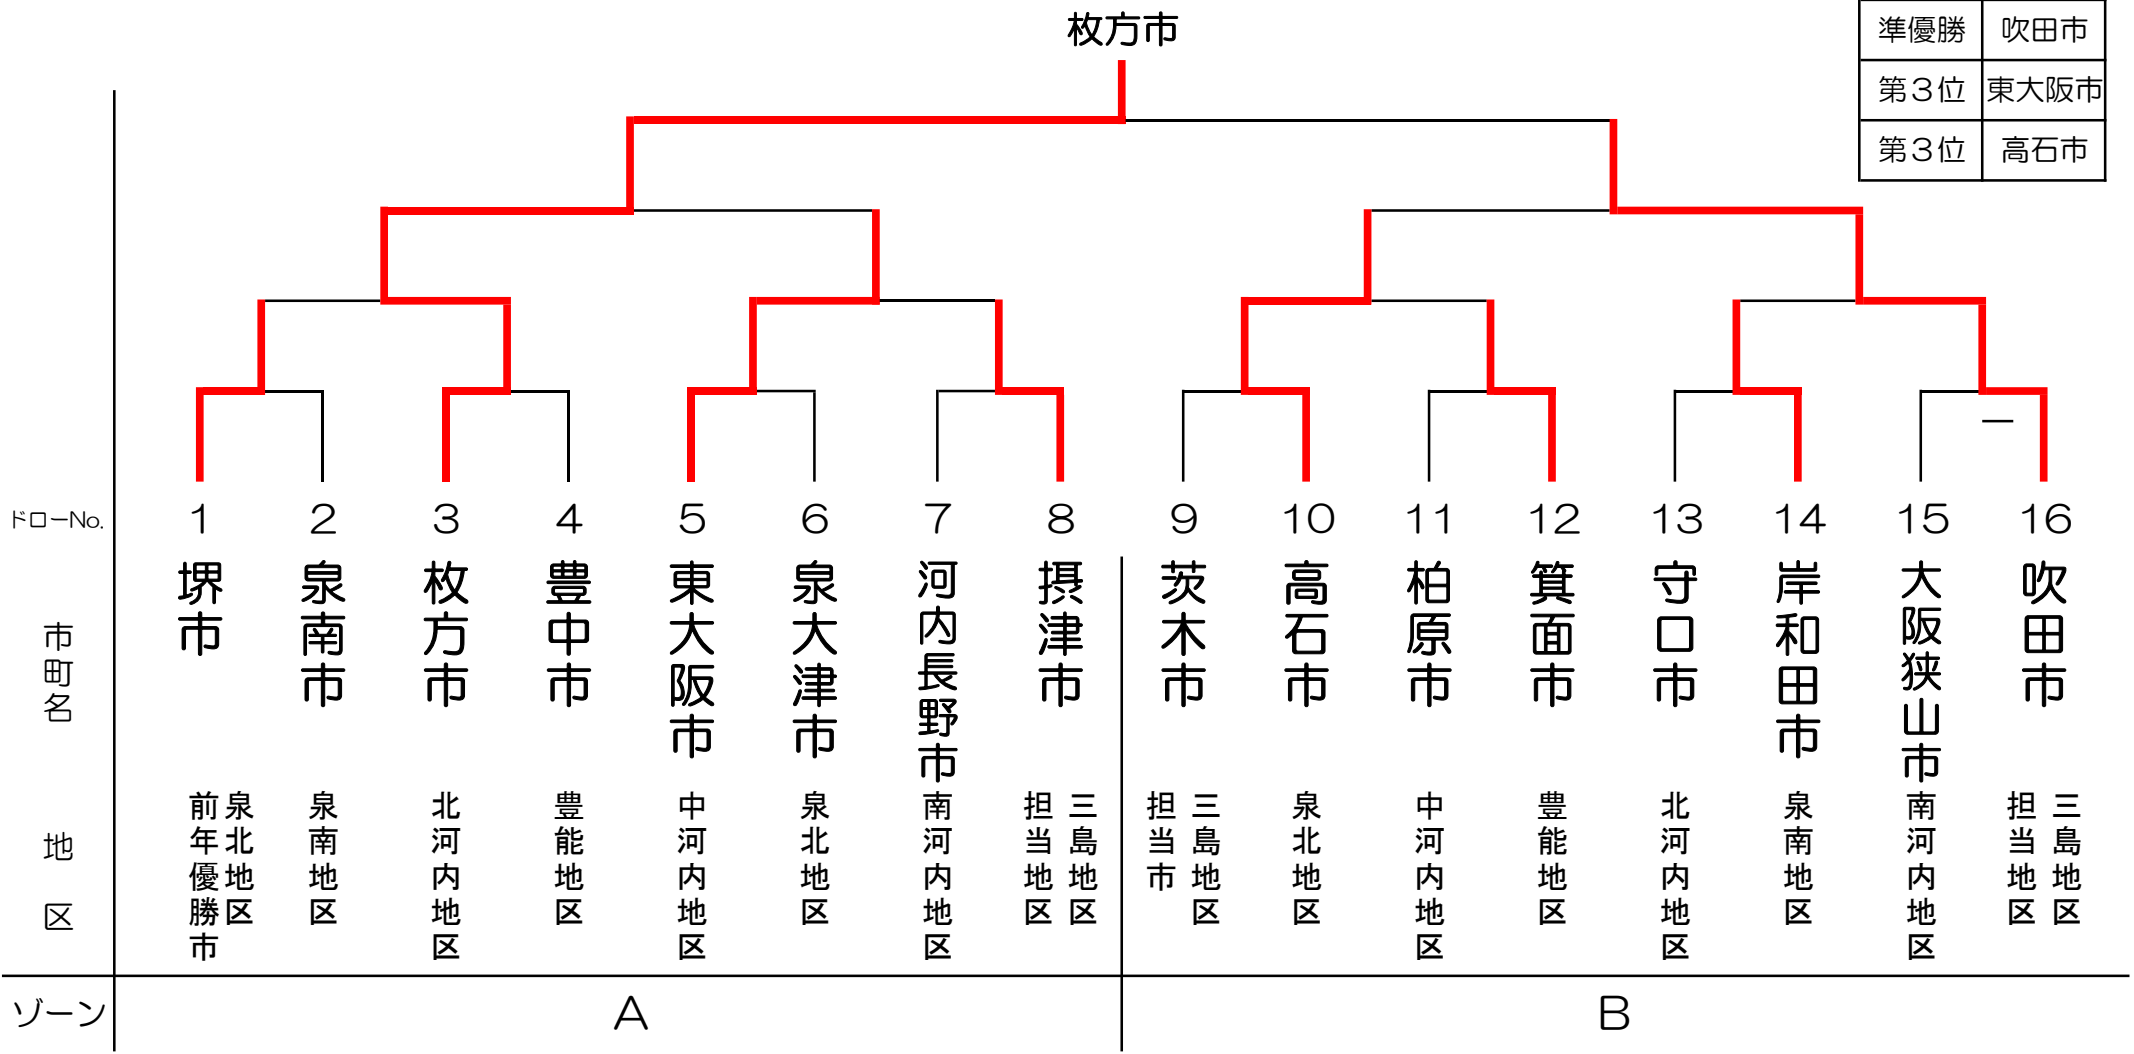 枚方市
準優勝 吹田市
第３位 東大阪市
第３位 高石市
ドローNo. 1 2 3 4 5 6 7 8 9 10 11 12 13 14 15 16
市町名
堺市
泉南市
枚方市
豊中市
東大阪市
泉大津市
河内長野市
摂津市
茨木市
高石市
柏原市
箕面市
守口市
岸和田市
大阪狭山市
吹田市
地区
泉北地区
前年優勝市
泉南地区
北河内地区
豊能地区
中河内地区
泉北地区
南河内地区
三島地区
担当地区
三島地区
担当市
泉北地区
中河内地区
豊能地区
北河内地区
泉南地区
南河内地区
三島地区
担当地区
ゾーン A B